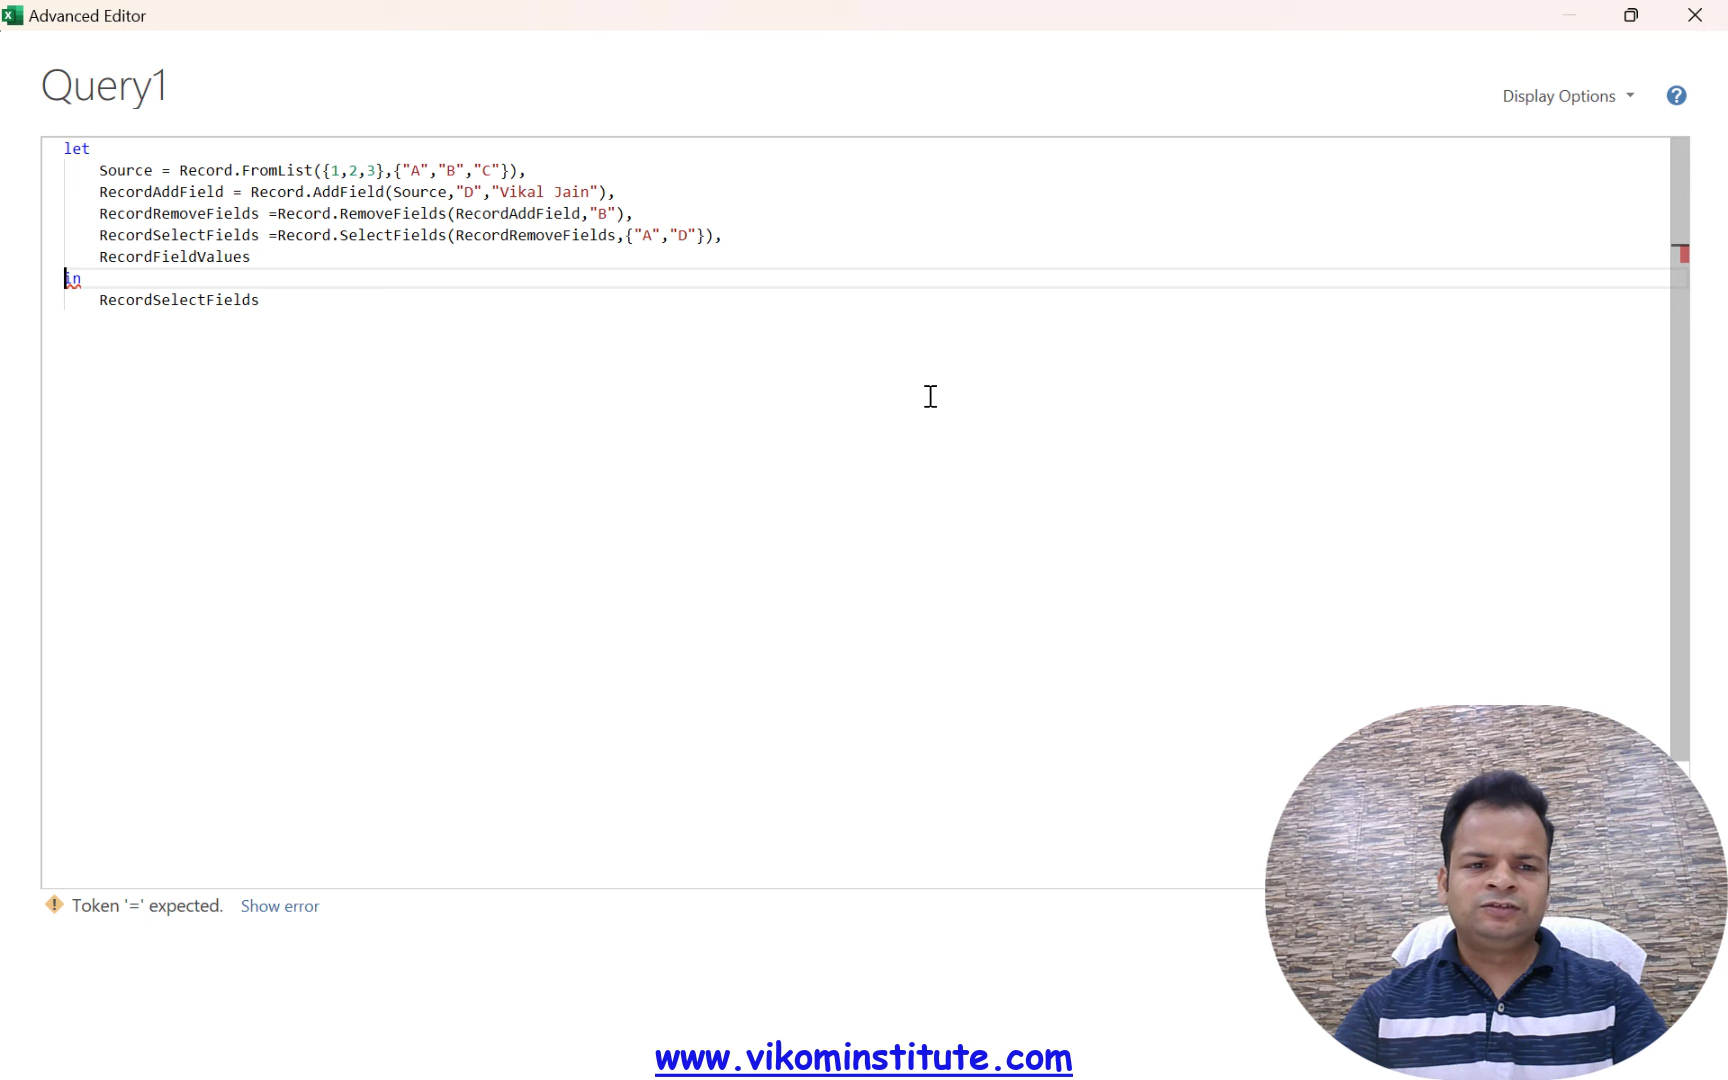 Advanced Editor
Query1
Display Options
?
let
Source = Record.FromList({1,2,3},{"A","B","C"}),
RecordAddField = Record.AddField(Source,"D","Vikal Jain"),
RecordRemoveFields =Record.RemoveFields(RecordAddField,"B"),
RecordSelectFields =Record.SelectFields(RecordRemoveFields,{"A","D"}),
RecordFieldValues
in
RecordSelectFields
Token '=' expected. Show error
www.vikominstitute.com